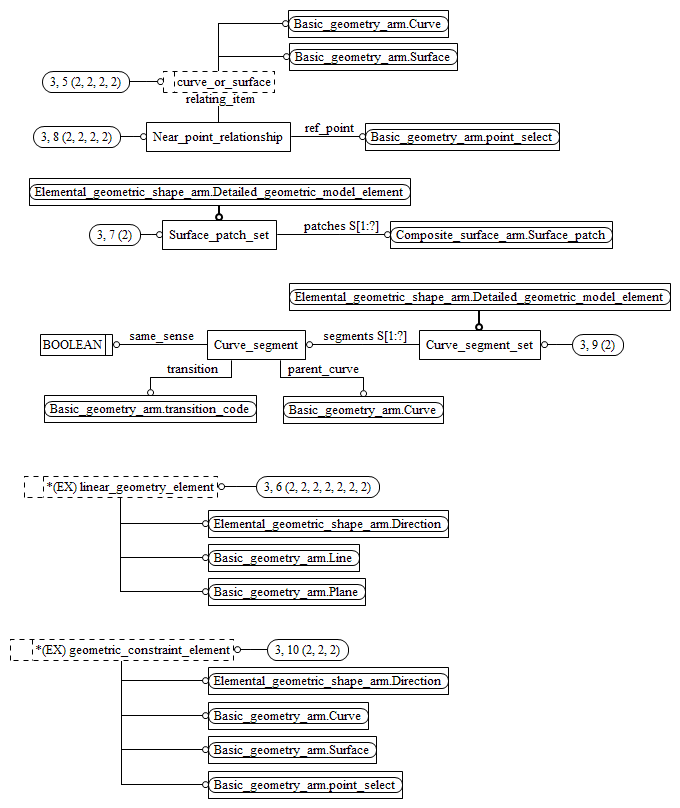 Basic_geometry_arm.Curve
Basic_geometry_arm.Surface
3, 5 (2, 2, 2, 2)
curve_or_surface
relating_item
3, 8 (2, 2, 2, 2)
Near_point_relationship
ref_point
Basic_geometry_arm.point_select
Elemental_geometric_shape_arm.Detailed_geometric_model_element
3, 7 (2)
Surface_patch_set
patches S[1:?]
Composite_surface_arm.Surface_patch
Elemental_geometric_shape_arm.Detailed_geometric_model_element
BOOLEAN
same_sense
Curve_segment
segments S[1:?]
Curve_segment_set
3, 9 (2)
transition
parent_curve
Basic_geometry_arm.transition_code
Basic_geometry_arm.Curve
*(EX) linear_geometry_element
3, 6 (2, 2, 2, 2, 2, 2, 2)
Elemental_geometric_shape_arm.Direction
Basic_geometry_arm.Line
Basic_geometry_arm.Plane
*(EX) geometric_constraint_element
3, 10 (2, 2, 2)
Elemental_geometric_shape_arm.Direction
Basic_geometry_arm.Curve
Basic_geometry_arm.Surface
Basic_geometry_arm.point_select